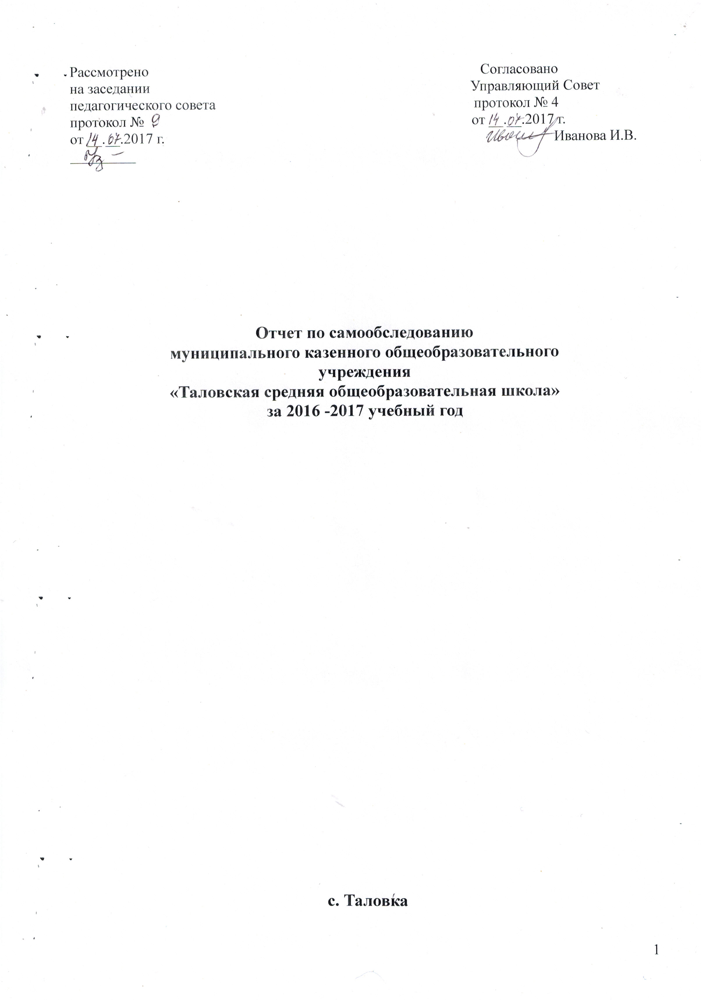 Рассмотрено
на заседании
педагогического совета
протокол № 9
от 14.07.2017 г.
Согласовано
Управляющий Совет
протокол № 4
от 14.07.2017 г.
Иванова И.В.
Отчет по самообследованию
муниципального казенного общеобразовательного
учреждения
«Таловская средняя общеобразовательная школа»
за 2016 -2017 учебный год
с. Таловка
1